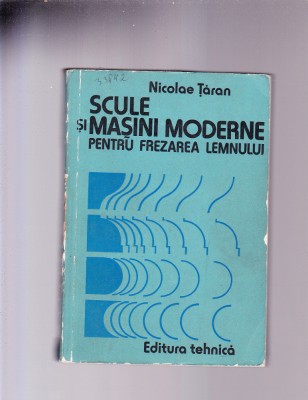 Nicolae Țăran
SCULE
ȘI MAȘINI MODERNE
PENTRU FREZAREA LEMNULUI
Editura tehnică